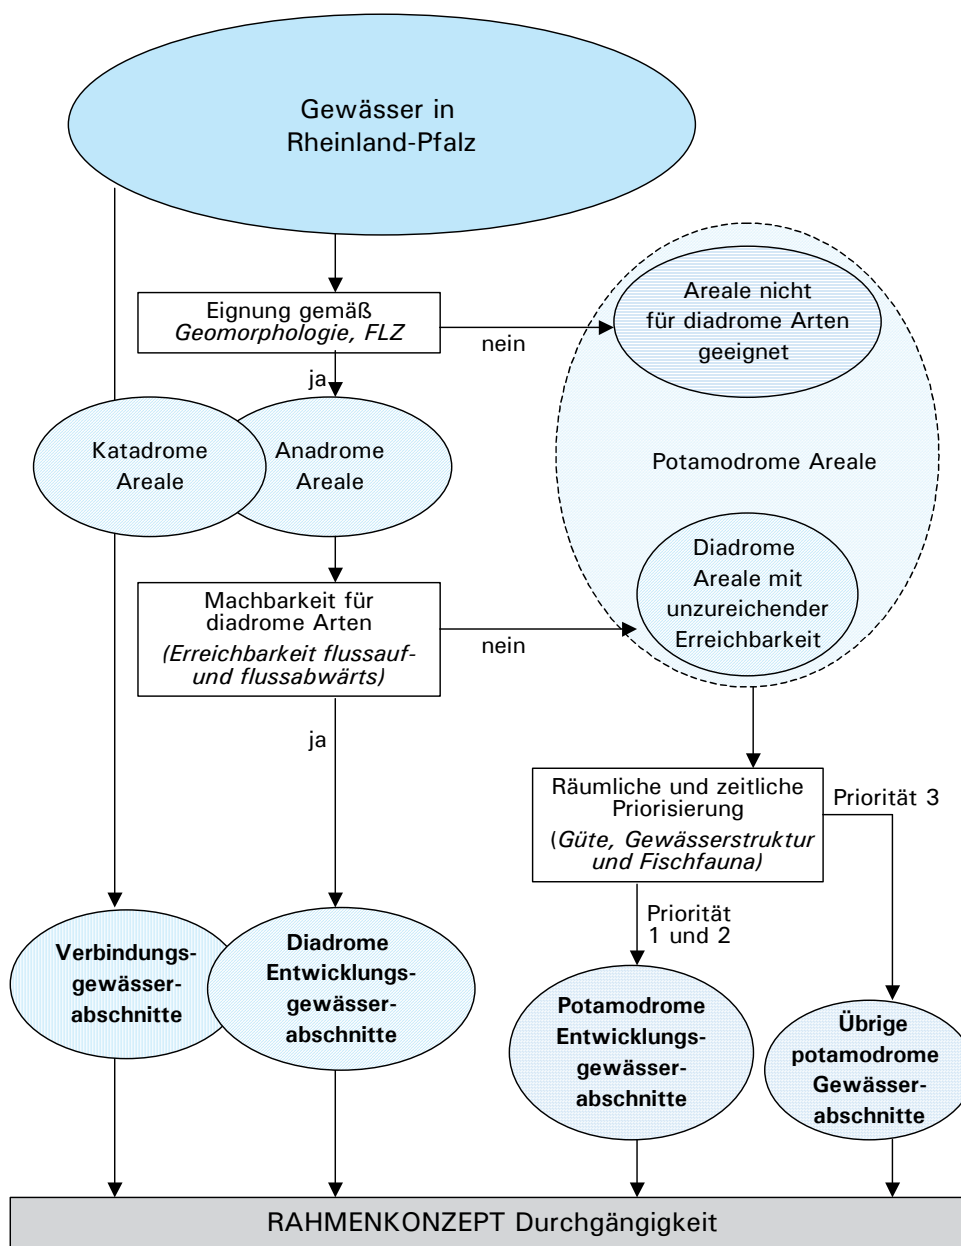 Gewässer in
Rheinland-Pfalz
Eignung gemäß
Geomorphologie, FLZ
nein
ja
Areale nicht
für diadrome Arten
geeignet
Katadrome
Areale
Anadrome
Areale
Potamodrome Areale
Machbarkeit für
diadrome Arten
(Erreichbarkeit flussauf-
und flussabwärts)
nein
ja
Diadrome
Areale mit
unzureichender
Erreichbarkeit
Räumliche und zeitliche
Priorisierung
(Güte, Gewässerstruktur
und Fischfauna)
Priorität 3
Priorität
1 und 2
Verbindungs-
gewässer-
abschnitte
Diadrome
Entwicklungs-
gewässer-
abschnitte
Potamodrome
Entwicklungs-
gewässer-
abschnitte
Übrige
potamodrome
Gewässer-
abschnitte
RAHMENKONZEPT Durchgängigkeit